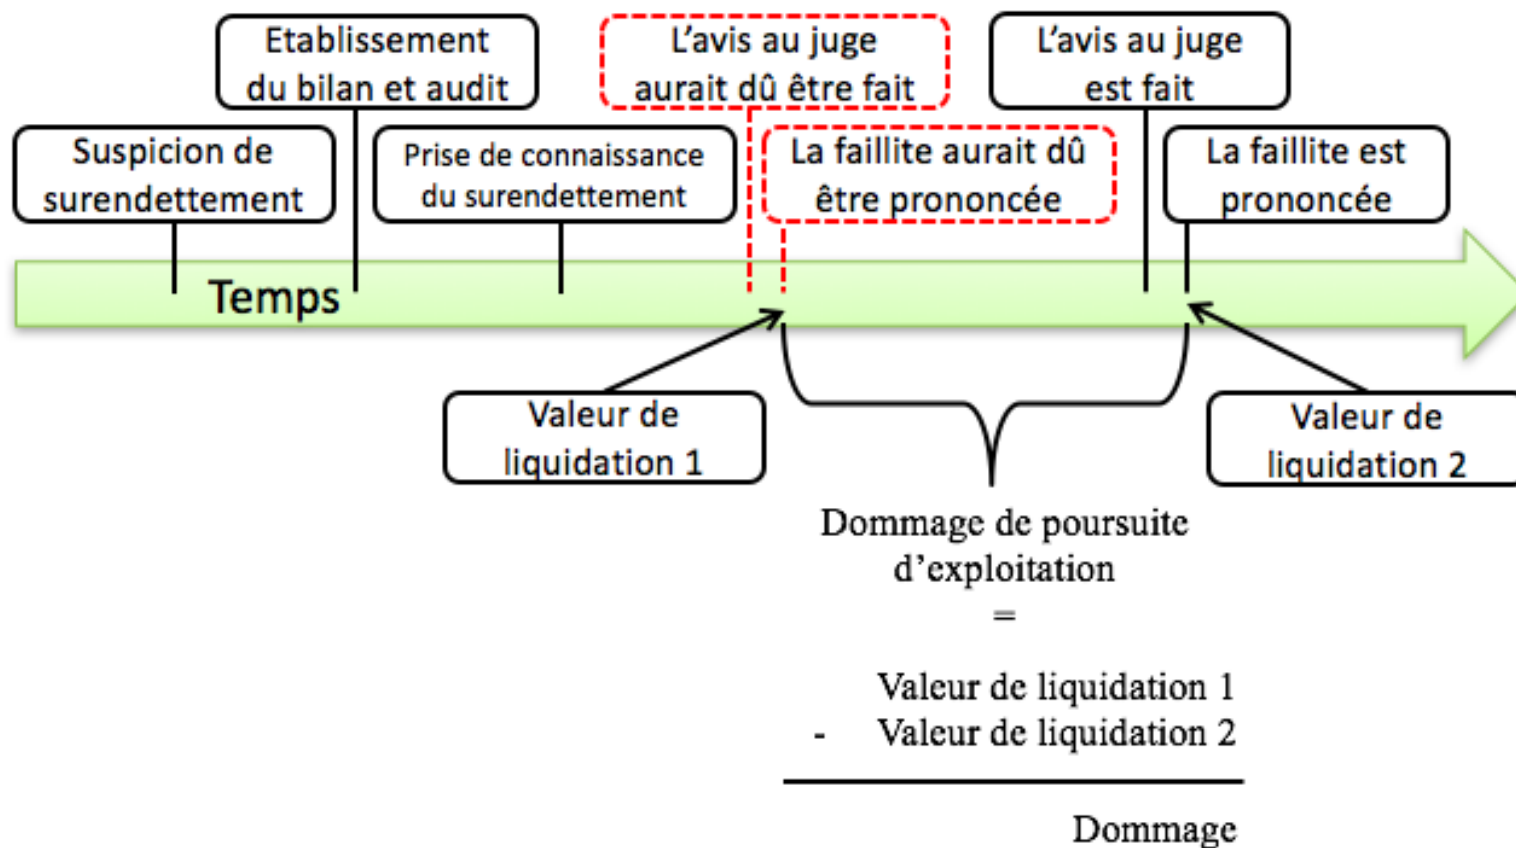 Etablissement
du bilan et audit
L’avis au juge
aurait dû être fait
L’avis au juge
est fait
Suspicion de
surendettement
Prise de connaissance
du surendettement
La faillite aurait dû
être prononcée
La faillite est
prononcée
Temps
Valeur de
liquidation 1
Valeur de
liquidation 2
Dommage de poursuite
d’exploitation
=
Valeur de liquidation 1
- Valeur de liquidation 2
Dommage